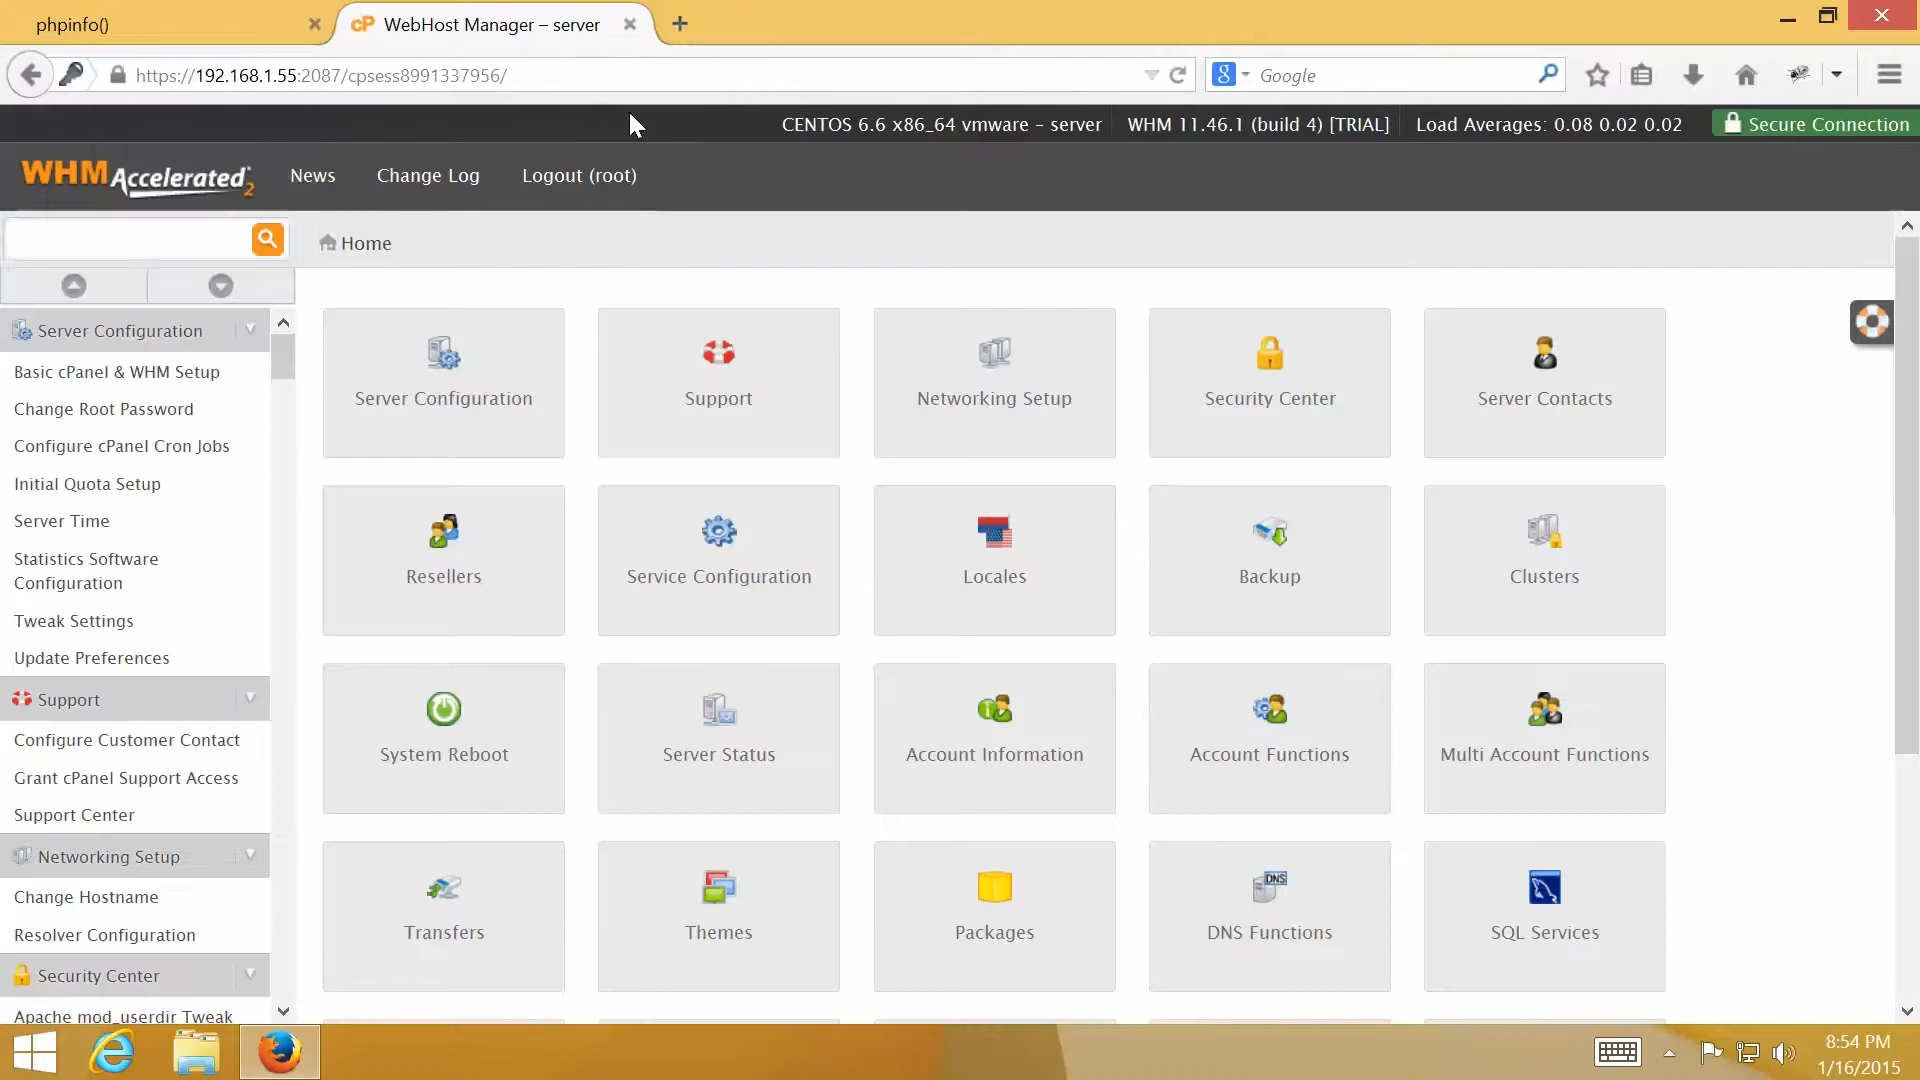 phpinfo()
WebHost Manager – server
https://192.168.1.55:2087/cpsess8991337956/
Google
CENTOS 6.6 x86_64 vmware – server
WHM 11.46.1 (build 4) [TRIAL]
Load Averages: 0.08 0.02 0.02
Secure Connection
WHM Accelerated2
News
Change Log
Logout (root)
Home
Server Configuration
Basic cPanel & WHM Setup
Change Root Password
Configure cPanel Cron Jobs
Initial Quota Setup
Server Time
Statistics Software
Configuration
Tweak Settings
Update Preferences
Support
Configure Customer Contact
Grant cPanel Support Access
Support Center
Networking Setup
Change Hostname
Resolver Configuration
Security Center
Apache mod_userdir Tweak
Server Configuration
Support
Networking Setup
Security Center
Server Contacts
Resellers
Service Configuration
Locales
Backup
Clusters
System Reboot
Server Status
Account Information
Account Functions
Multi Account Functions
Transfers
Themes
Packages
DNS
DNS Functions
SQL Services
8:54 PM
1/16/2015